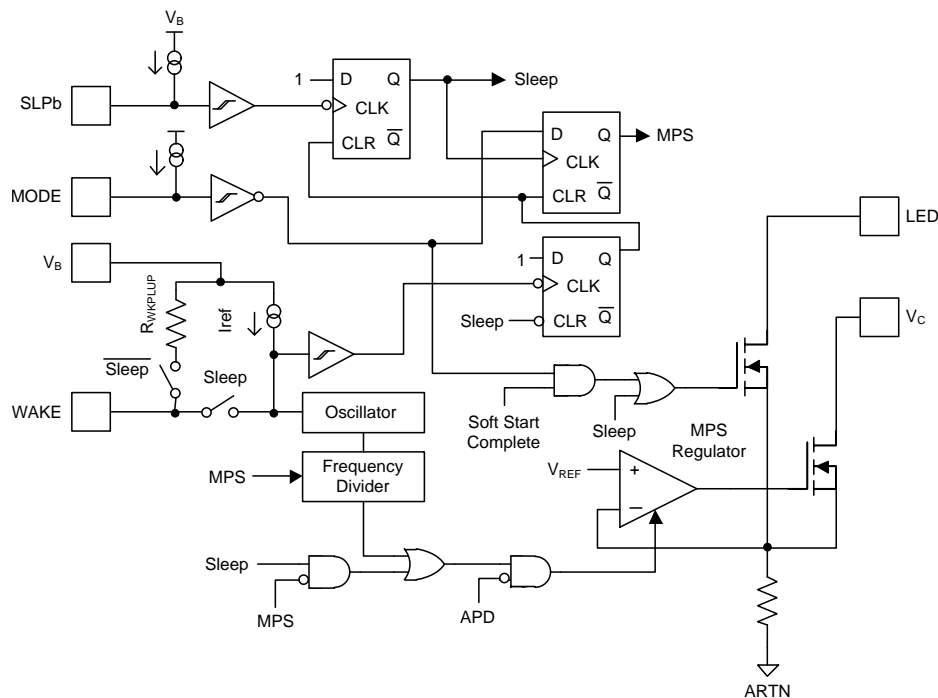 V_B
SLPb
1
D
Q
CLK
CLR
Q̅
Sleep
MODE
D
Q
CLK
CLR
Q̅
MPS
V_B
R_WKPLUP
Iref
1
D
Q
CLK
CLR
Q̅
Sleep
LED
V_C
S̅l̅e̅e̅p̅
Sleep
WAKE
Oscillator
Soft Start
Complete
Sleep
MPS
Regulator
MPS
Frequency
Divider
V_REF
+
−
Sleep
MPS
APD
ARTN